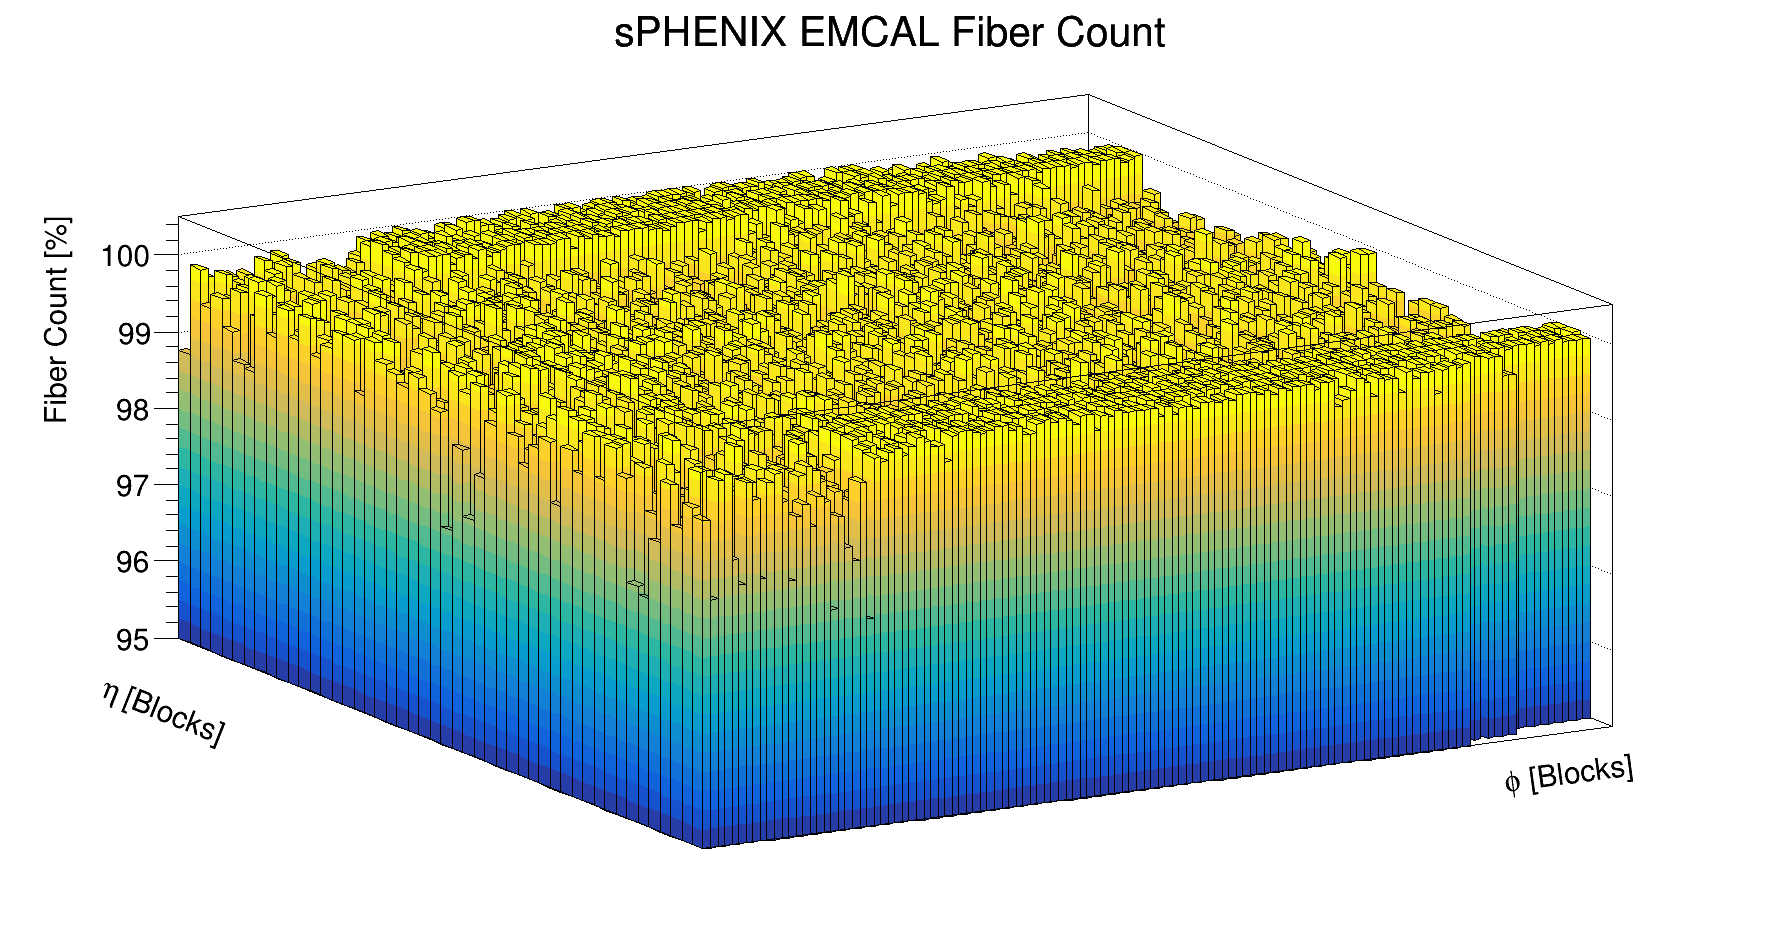 sPHENIX EMCAL Fiber Count
Fiber Count [%]
100
99
98
97
96
95
η [Blocks]
ϕ [Blocks]